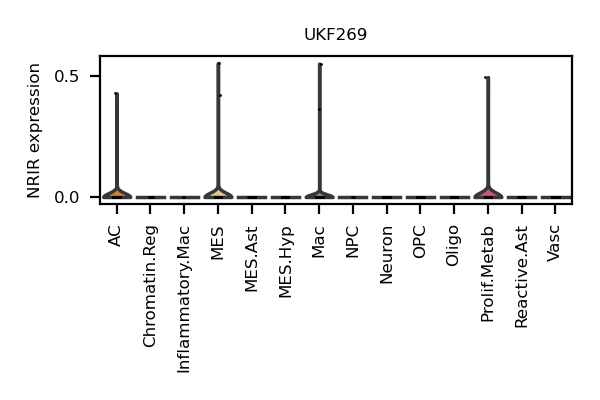 UKF269
NRIR expression
0.5
0.0
AC
Chromatin.Reg
Inflammatory.Mac
MES
MES.Ast
MES.Hyp
Mac
NPC
Neuron
OPC
Oligo
Prolif.Metab
Reactive.Ast
Vasc